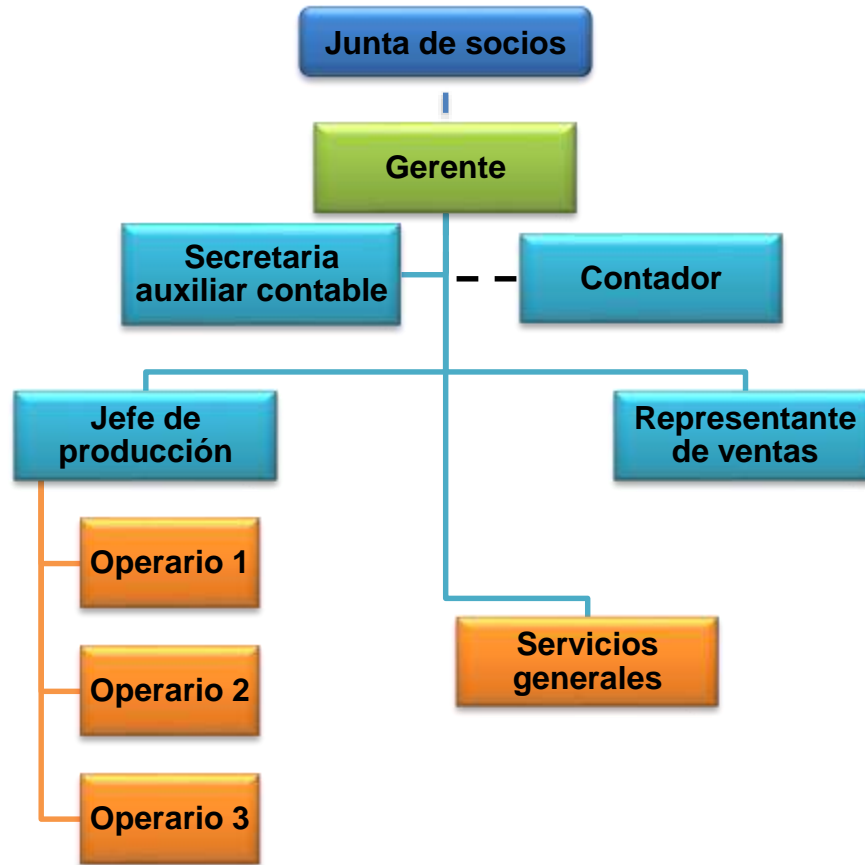 Junta de socios
Gerente
Secretaria
auxiliar contable
Contador
Jefe de
producción
Representante
de ventas
Operario 1
Servicios
generales
Operario 2
Operario 3